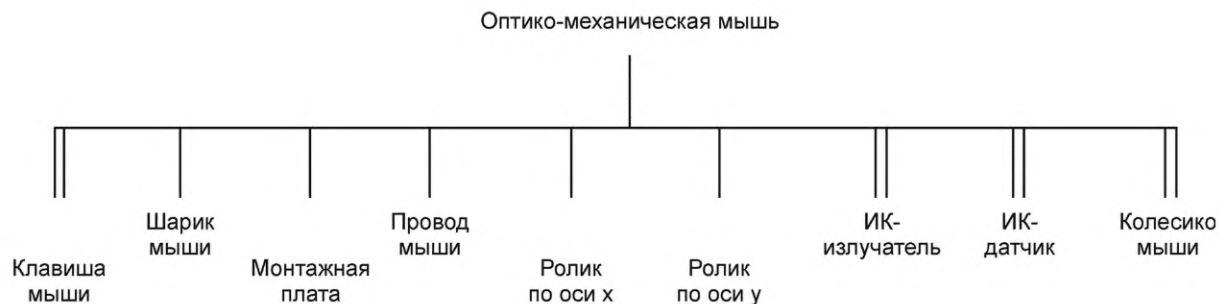 Оптико-механическая мышь
Клавиша
мыши
Шарик
мыши
Монтажная
плата
Провод
мыши
Ролик
по оси x
Ролик
по оси y
ИК-
излучатель
ИК-
датчик
Колесико
мыши